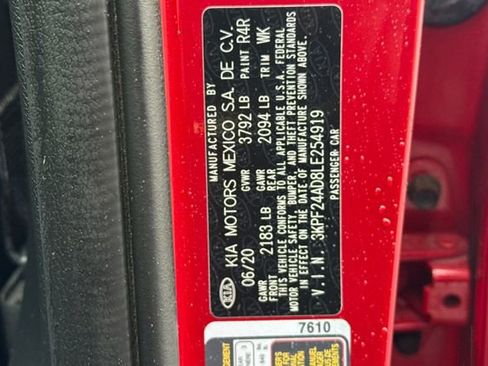 MANUFACTURED BY
KIA MOTORS MEXICO S.A. DE C.V.
06/20 GVWR 3792 LB PAINT R4R
GAWR FRONT 2183 LB GAWR REAR 2094 LB TRIM WK
THIS VEHICLE CONFORMS TO ALL APPLICABLE U.S.A. FEDERAL
MOTOR VEHICLE SAFETY, BUMPER, AND THEFT PREVENTION STANDARDS
IN EFFECT ON THE DATE OF MANUFACTURE SHOWN ABOVE.
V.I.N. 3KPF24AD8LE254919
PASSENGER CAR
KIA
7610